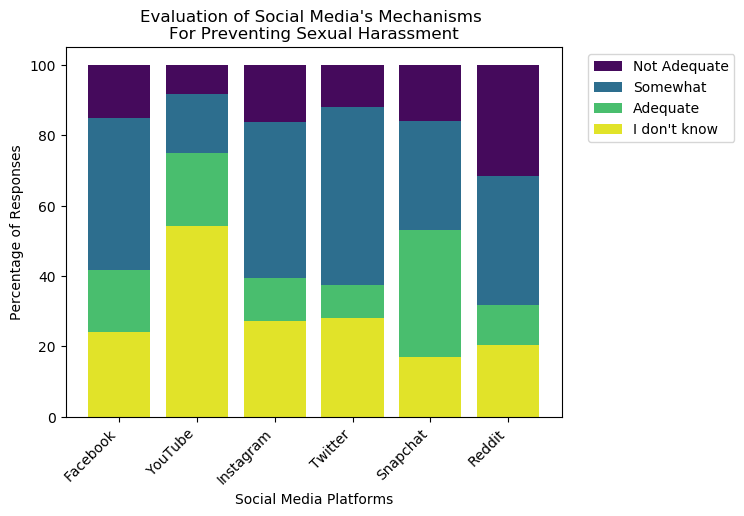 Evaluation of Social Media's Mechanisms
For Preventing Sexual Harassment
Percentage of Responses
100
80
60
40
20
0
Facebook
YouTube
Instagram
Twitter
Snapchat
Reddit
Social Media Platforms
Not Adequate
Somewhat
Adequate
I don't know